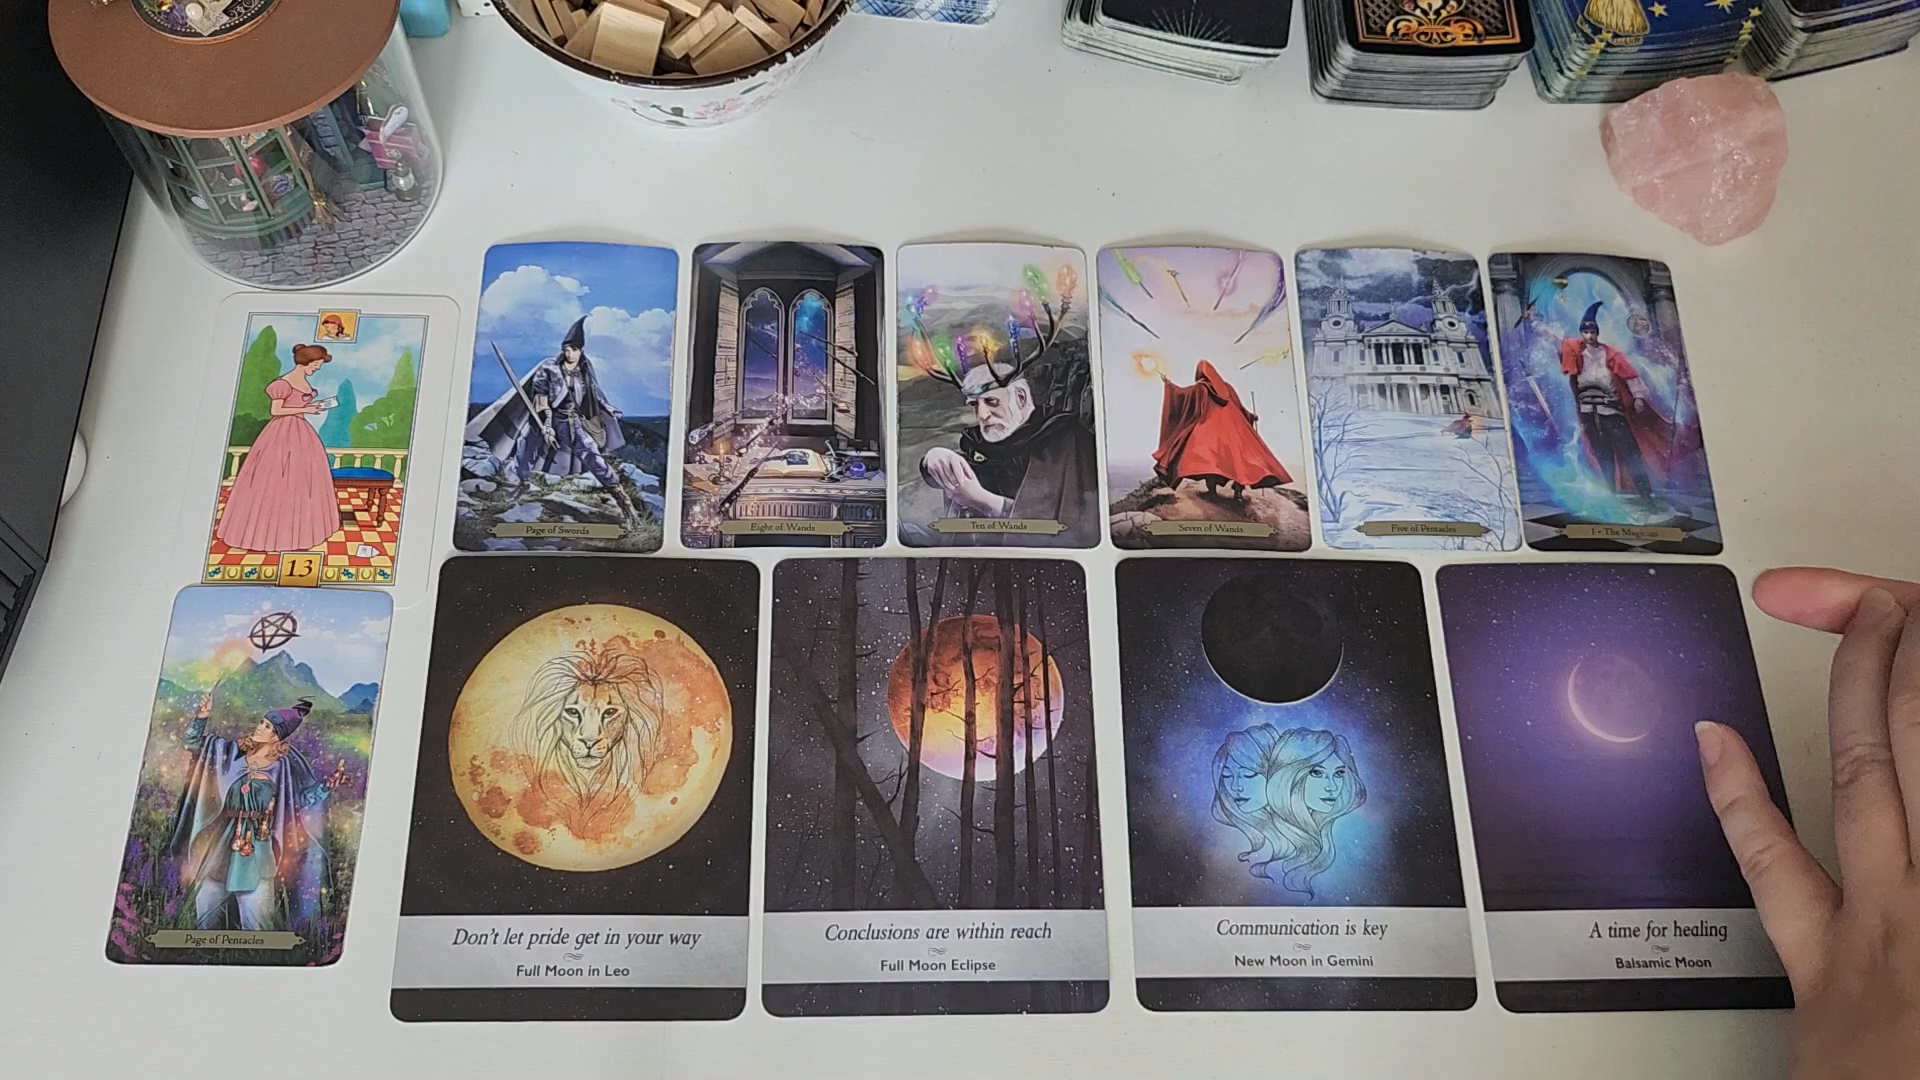 Page of Swords
Eight of Wands
Ten of Wands
Seven of Wands
Five of Pentacles
I • The Magician
13
Page of Pentacles
Don't let pride get in your way
Full Moon in Leo
Conclusions are within reach
Full Moon Eclipse
Communication is key
New Moon in Gemini
A time for healing
Balsamic Moon